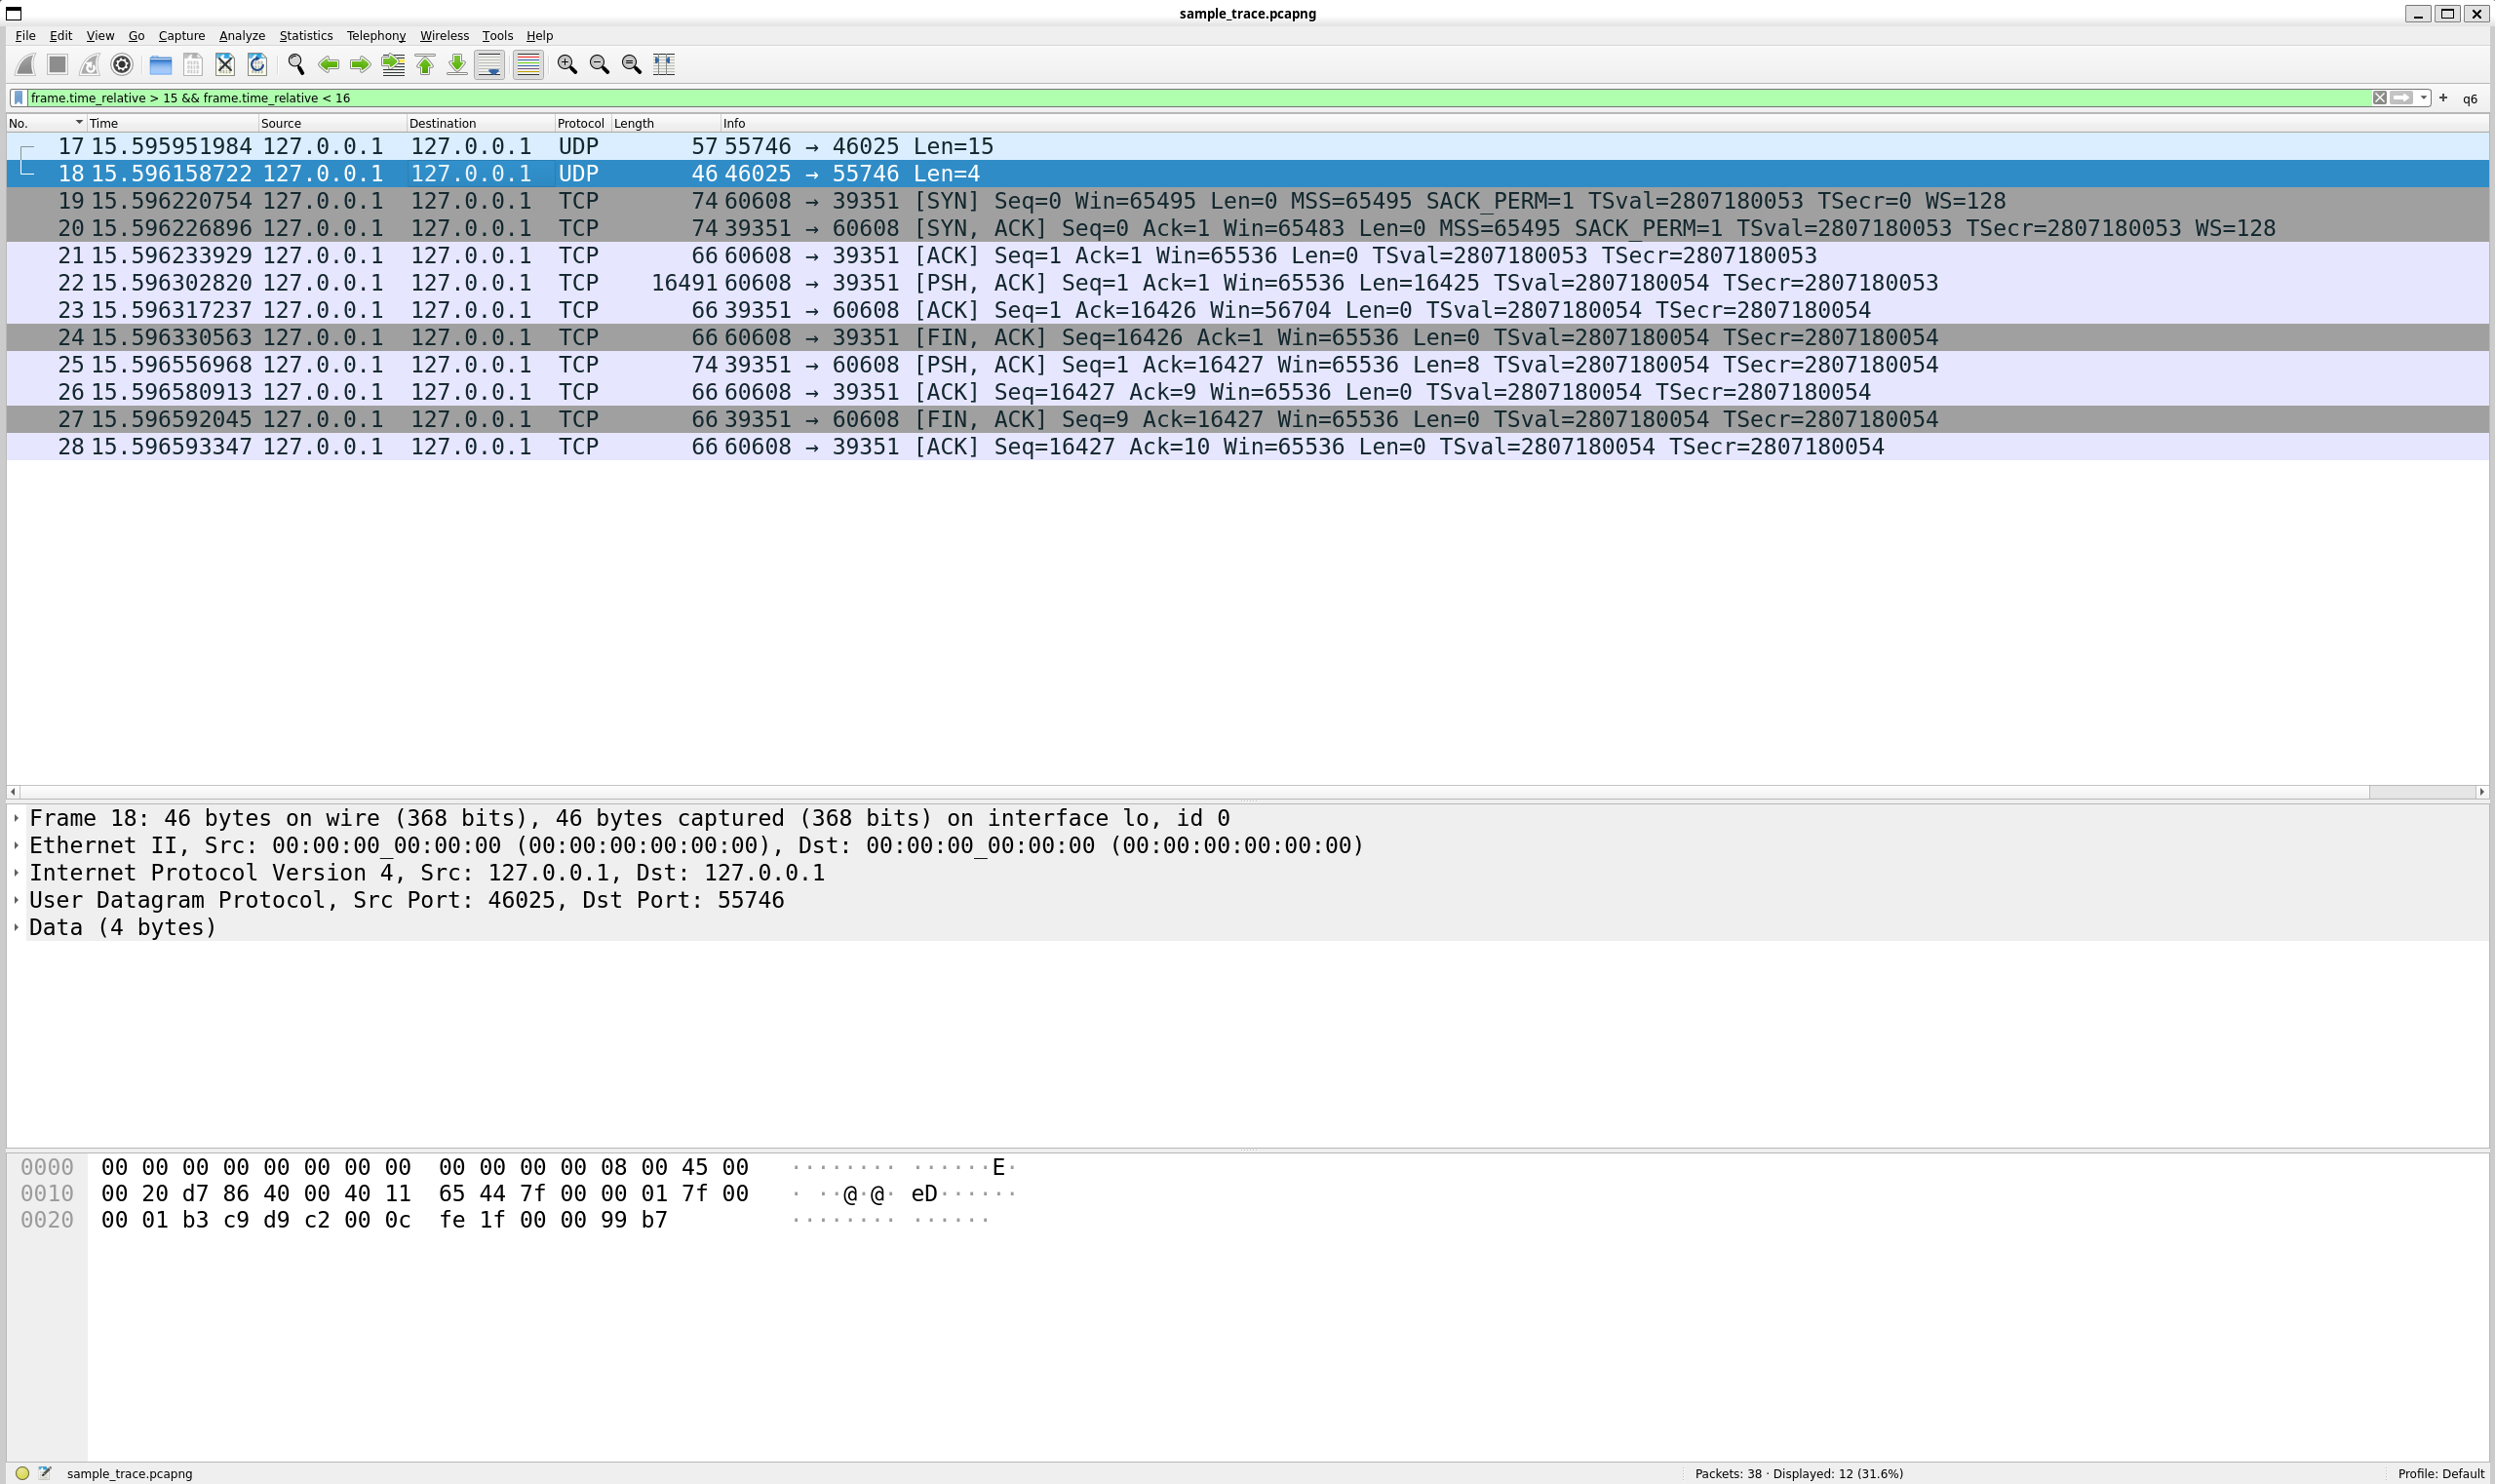 sample_trace.pcapng
File Edit View Go Capture Analyze Statistics Telephony Wireless Tools Help
frame.time_relative > 15 && frame.time_relative < 16 + q6
No. Time Source Destination Protocol Length Info
17 15.595951984 127.0.0.1 127.0.0.1 UDP 57 55746 → 46025 Len=15
18 15.596158722 127.0.0.1 127.0.0.1 UDP 46 46025 → 55746 Len=4
19 15.596220754 127.0.0.1 127.0.0.1 TCP 74 60608 → 39351 [SYN] Seq=0 Win=65495 Len=0 MSS=65495 SACK_PERM=1 TSval=2807180053 TSecr=0 WS=128
20 15.596226896 127.0.0.1 127.0.0.1 TCP 74 39351 → 60608 [SYN, ACK] Seq=0 Ack=1 Win=65483 Len=0 MSS=65495 SACK_PERM=1 TSval=2807180053 TSecr=2807180053 WS=128
21 15.596233929 127.0.0.1 127.0.0.1 TCP 66 60608 → 39351 [ACK] Seq=1 Ack=1 Win=65536 Len=0 TSval=2807180053 TSecr=2807180053
22 15.596302820 127.0.0.1 127.0.0.1 TCP 16491 60608 → 39351 [PSH, ACK] Seq=1 Ack=1 Win=65536 Len=16425 TSval=2807180054 TSecr=2807180053
23 15.596317237 127.0.0.1 127.0.0.1 TCP 66 39351 → 60608 [ACK] Seq=1 Ack=16426 Win=56704 Len=0 TSval=2807180054 TSecr=2807180054
24 15.596330563 127.0.0.1 127.0.0.1 TCP 66 60608 → 39351 [FIN, ACK] Seq=16426 Ack=1 Win=65536 Len=0 TSval=2807180054 TSecr=2807180054
25 15.596556968 127.0.0.1 127.0.0.1 TCP 74 39351 → 60608 [PSH, ACK] Seq=1 Ack=16427 Win=65536 Len=8 TSval=2807180054 TSecr=2807180054
26 15.596580913 127.0.0.1 127.0.0.1 TCP 66 60608 → 39351 [ACK] Seq=16427 Ack=9 Win=65536 Len=0 TSval=2807180054 TSecr=2807180054
27 15.596592045 127.0.0.1 127.0.0.1 TCP 66 39351 → 60608 [FIN, ACK] Seq=9 Ack=16427 Win=65536 Len=0 TSval=2807180054 TSecr=2807180054
28 15.596593347 127.0.0.1 127.0.0.1 TCP 66 60608 → 39351 [ACK] Seq=16427 Ack=10 Win=65536 Len=0 TSval=2807180054 TSecr=2807180054
Frame 18: 46 bytes on wire (368 bits), 46 bytes captured (368 bits) on interface lo, id 0
Ethernet II, Src: 00:00:00_00:00:00 (00:00:00:00:00:00), Dst: 00:00:00_00:00:00 (00:00:00:00:00:00)
Internet Protocol Version 4, Src: 127.0.0.1, Dst: 127.0.0.1
User Datagram Protocol, Src Port: 46025, Dst Port: 55746
Data (4 bytes)
0000 00 00 00 00 00 00 00 00 00 00 00 00 08 00 45 00 ········ ······E·
0010 00 20 d7 86 40 00 40 11 65 44 7f 00 00 01 7f 00 · ··@·@· eD······
0020 00 01 b3 c9 d9 c2 00 0c fe 1f 00 00 99 b7 ········ ······
sample_trace.pcapng Packets: 38 · Displayed: 12 (31.6%) Profile: Default